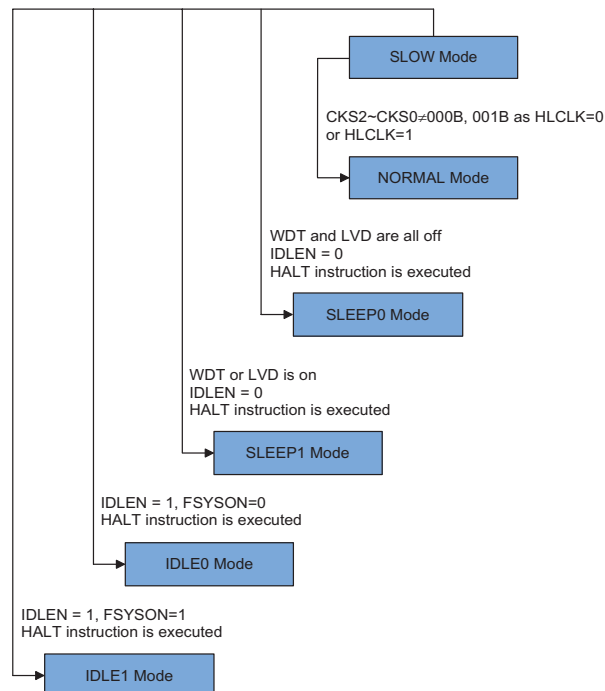 SLOW Mode
CKS2~CKS0≠000B, 001B as HLCLK=0
or HLCLK=1
NORMAL Mode
WDT and LVD are all off
IDLEN = 0
HALT instruction is executed
SLEEP0 Mode
WDT or LVD is on
IDLEN = 0
HALT instruction is executed
SLEEP1 Mode
IDLEN = 1, FSYSON=0
HALT instruction is executed
IDLE0 Mode
IDLEN = 1, FSYSON=1
HALT instruction is executed
IDLE1 Mode